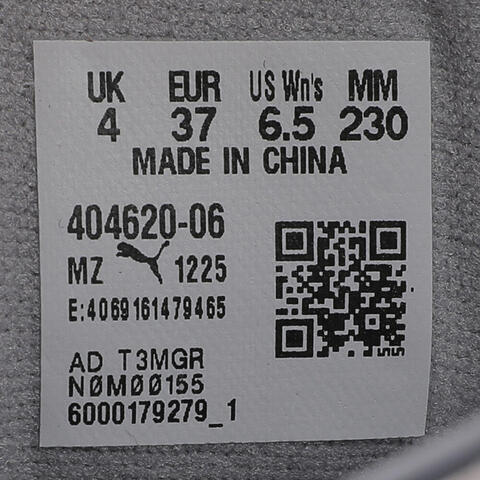 UK EUR US Wn's MM
4 37 6.5 230
MADE IN CHINA
404620-06
MZ 1225
E:4069161479465
AD T3MGR
NØMØØ155
6000179279_1